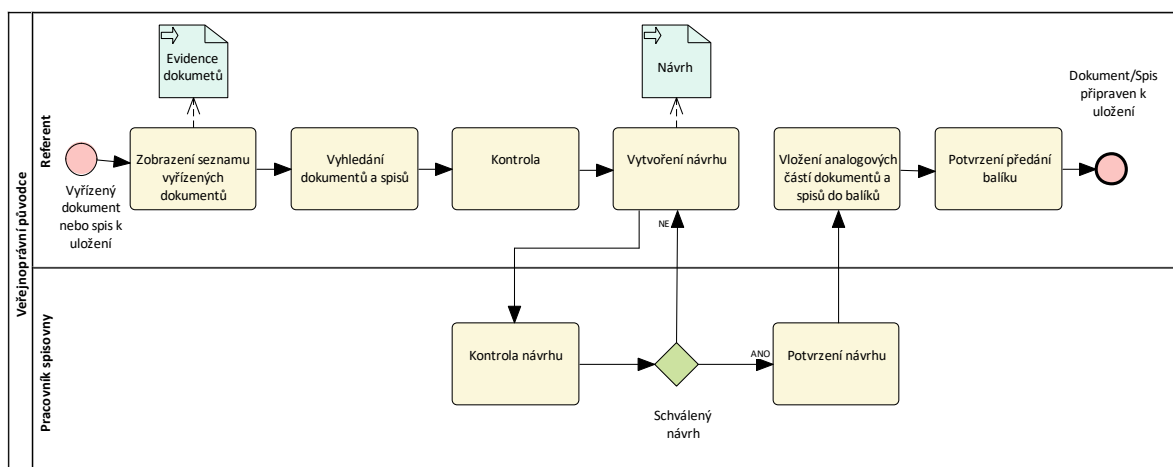 Veřejnoprávní původce
Referent
Evidence
dokumetů
Návrh
Dokument/Spis
připraven k
uložení
Vyřízený
dokument
nebo spis k
uložení
Zobrazení seznamu
vyřízených
dokumentů
Vyhledání
dokumentů a spisů
Kontrola
Vytvoření návrhu
Vložení analogových
částí dokumentů a
spisů do balíků
Potvrzení předání
balíku
NE
Pracovník spisovny
Kontrola návrhu
Schválený
návrh
ANO
Potvrzení návrhu